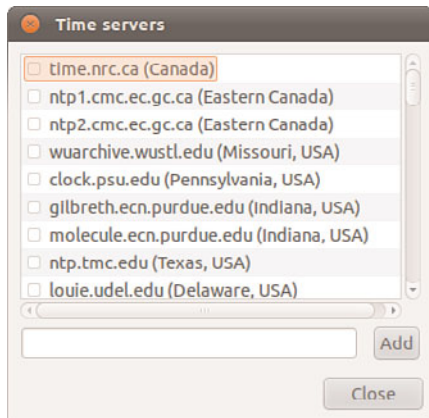 Time servers
time.nrc.ca (Canada)
ntp1.cmc.ec.gc.ca (Eastern Canada)
ntp2.cmc.ec.gc.ca (Eastern Canada)
wuarchive.wustl.edu (Missouri, USA)
clock.psu.edu (Pennsylvania, USA)
gilbreth.ecn.purdue.edu (Indiana, USA)
molecule.ecn.purdue.edu (Indiana, USA)
ntp.tmc.edu (Texas, USA)
louie.udel.edu (Delaware, USA)
Add
Close